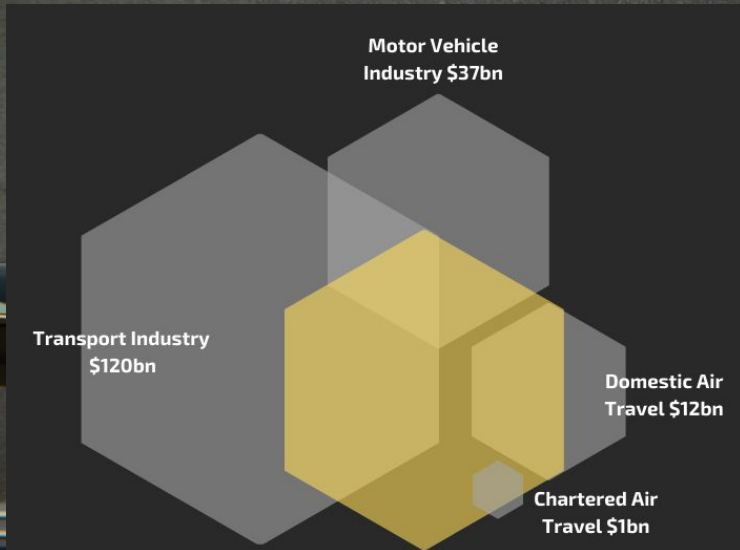 Motor Vehicle
Industry $37bn
Transport Industry
$120bn
Domestic Air
Travel $12bn
Chartered Air
Travel $1bn